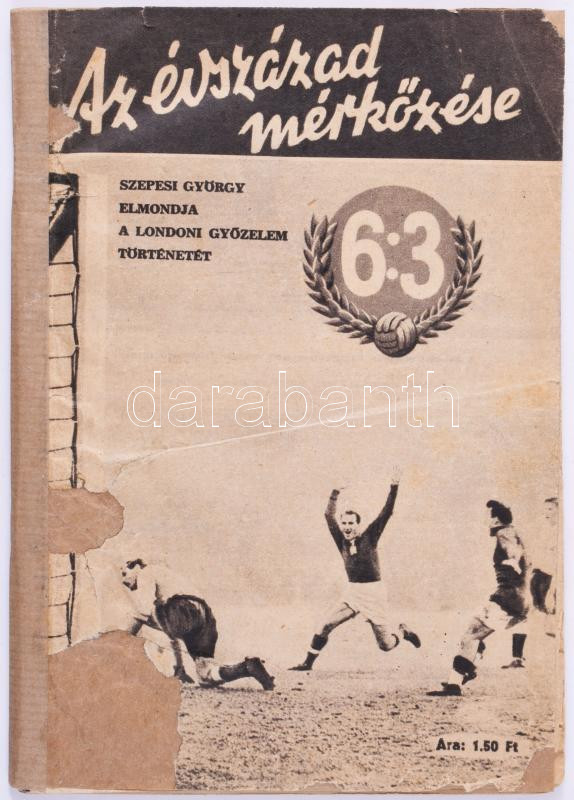 Az évszázad
mérkőzése
SZEPESI GYÖRGY
ELMONDJA
A LONDONI GYŐZELEM
TÖRTÉNETÉT
6:3
darabanth
Ára: 1.50 Ft